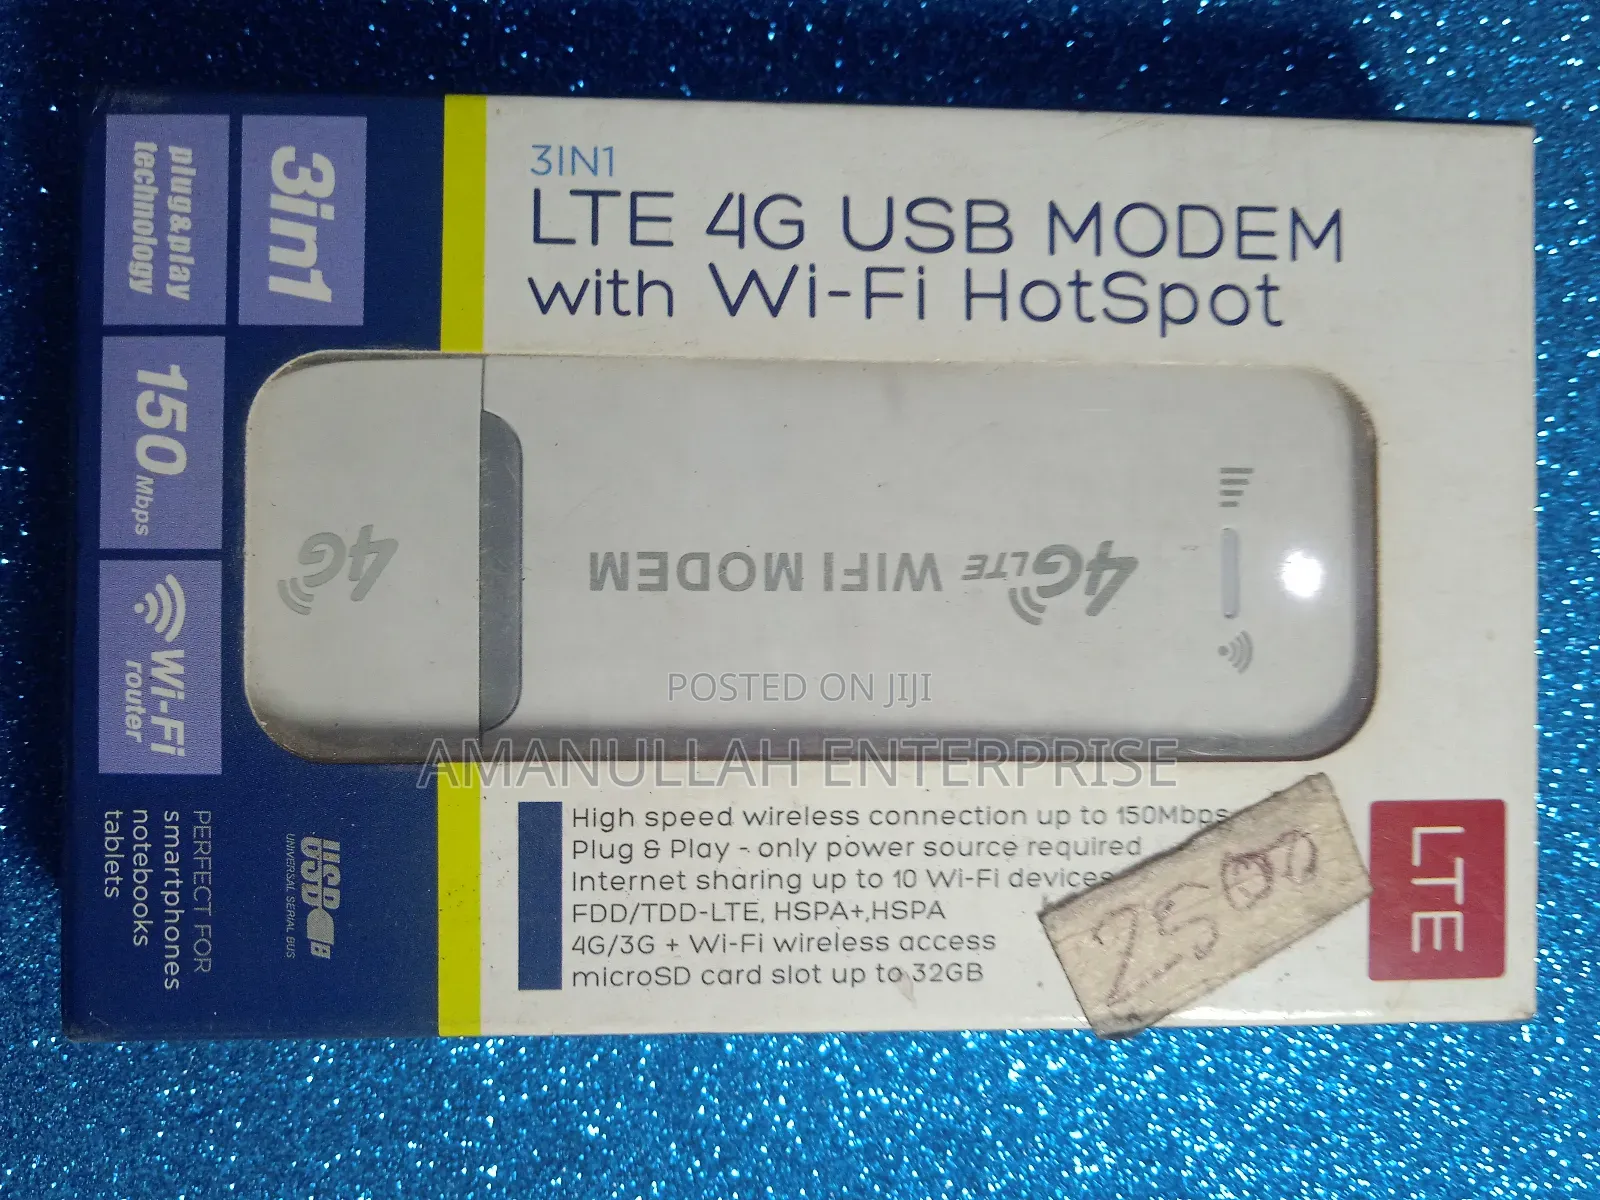 3IN1
LTE 4G USB MODEM
with Wi-Fi HotSpot
3in1
plug&play
technology
150 Mbps
Wi-Fi
router
PERFECT FOR
smartphones
notebooks
tablets
USB
UNIVERSAL SERIAL BUS
4G
4G LTE WIFI MODEM
POSTED ON JIJI
AMANULLAH ENTERPRISE
High speed wireless connection up to 150Mbps
Plug & Play - only power source required
Internet sharing up to 10 Wi-Fi devices
FDD/TDD-LTE, HSPA+,HSPA
4G/3G + Wi-Fi wireless access
microSD card slot up to 32GB
LTE